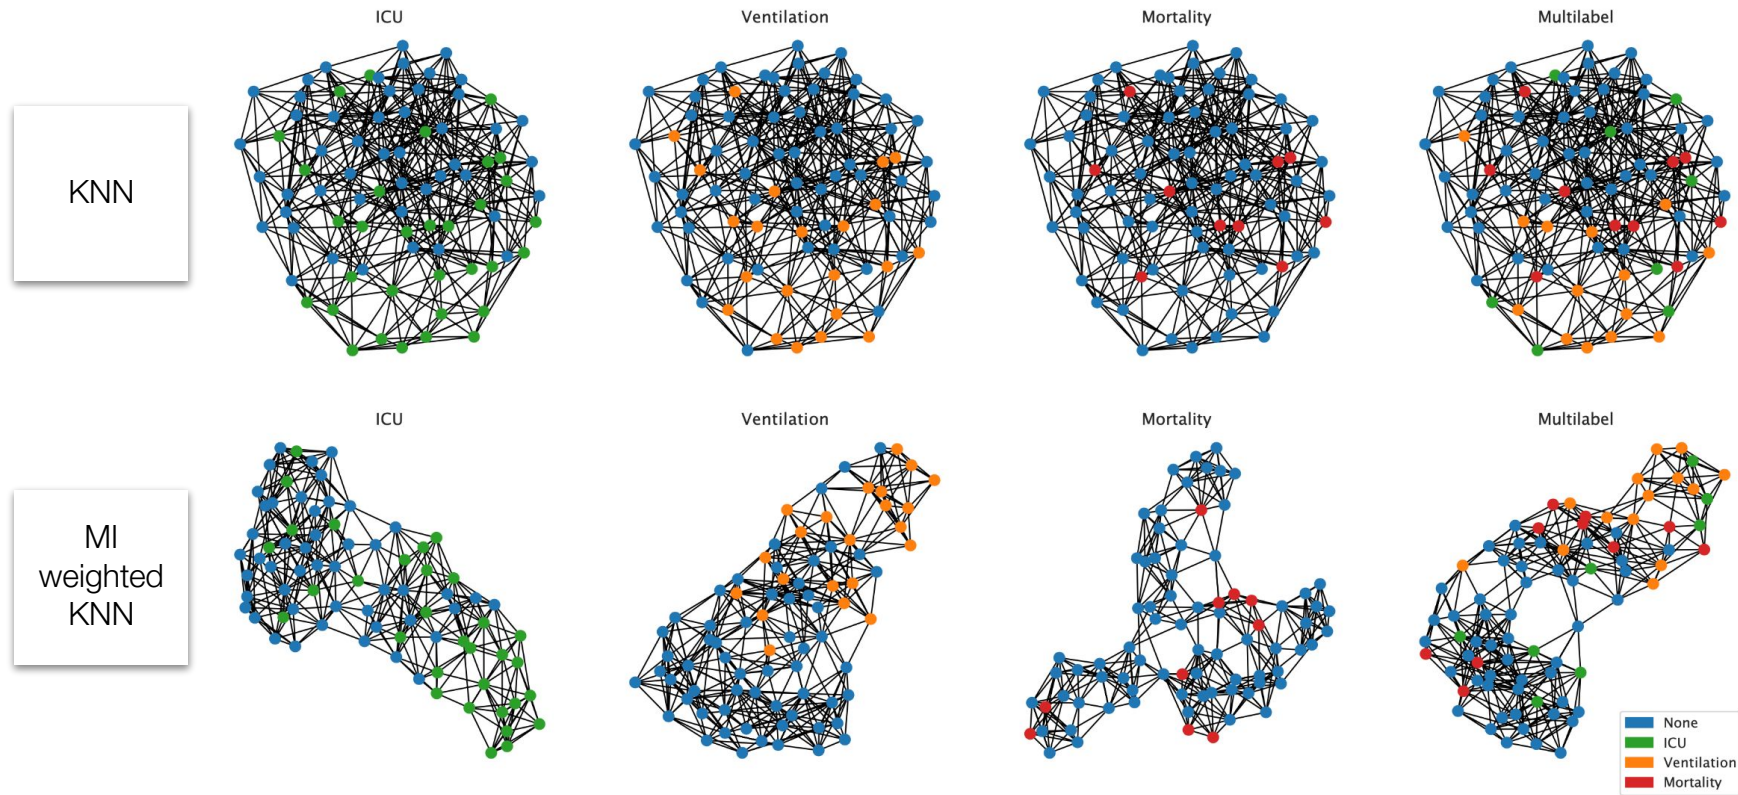 ICU
Ventilation
Mortality
Multilabel
KNN
ICU
Ventilation
Mortality
Multilabel
MI
weighted
KNN
None
ICU
Ventilation
Mortality